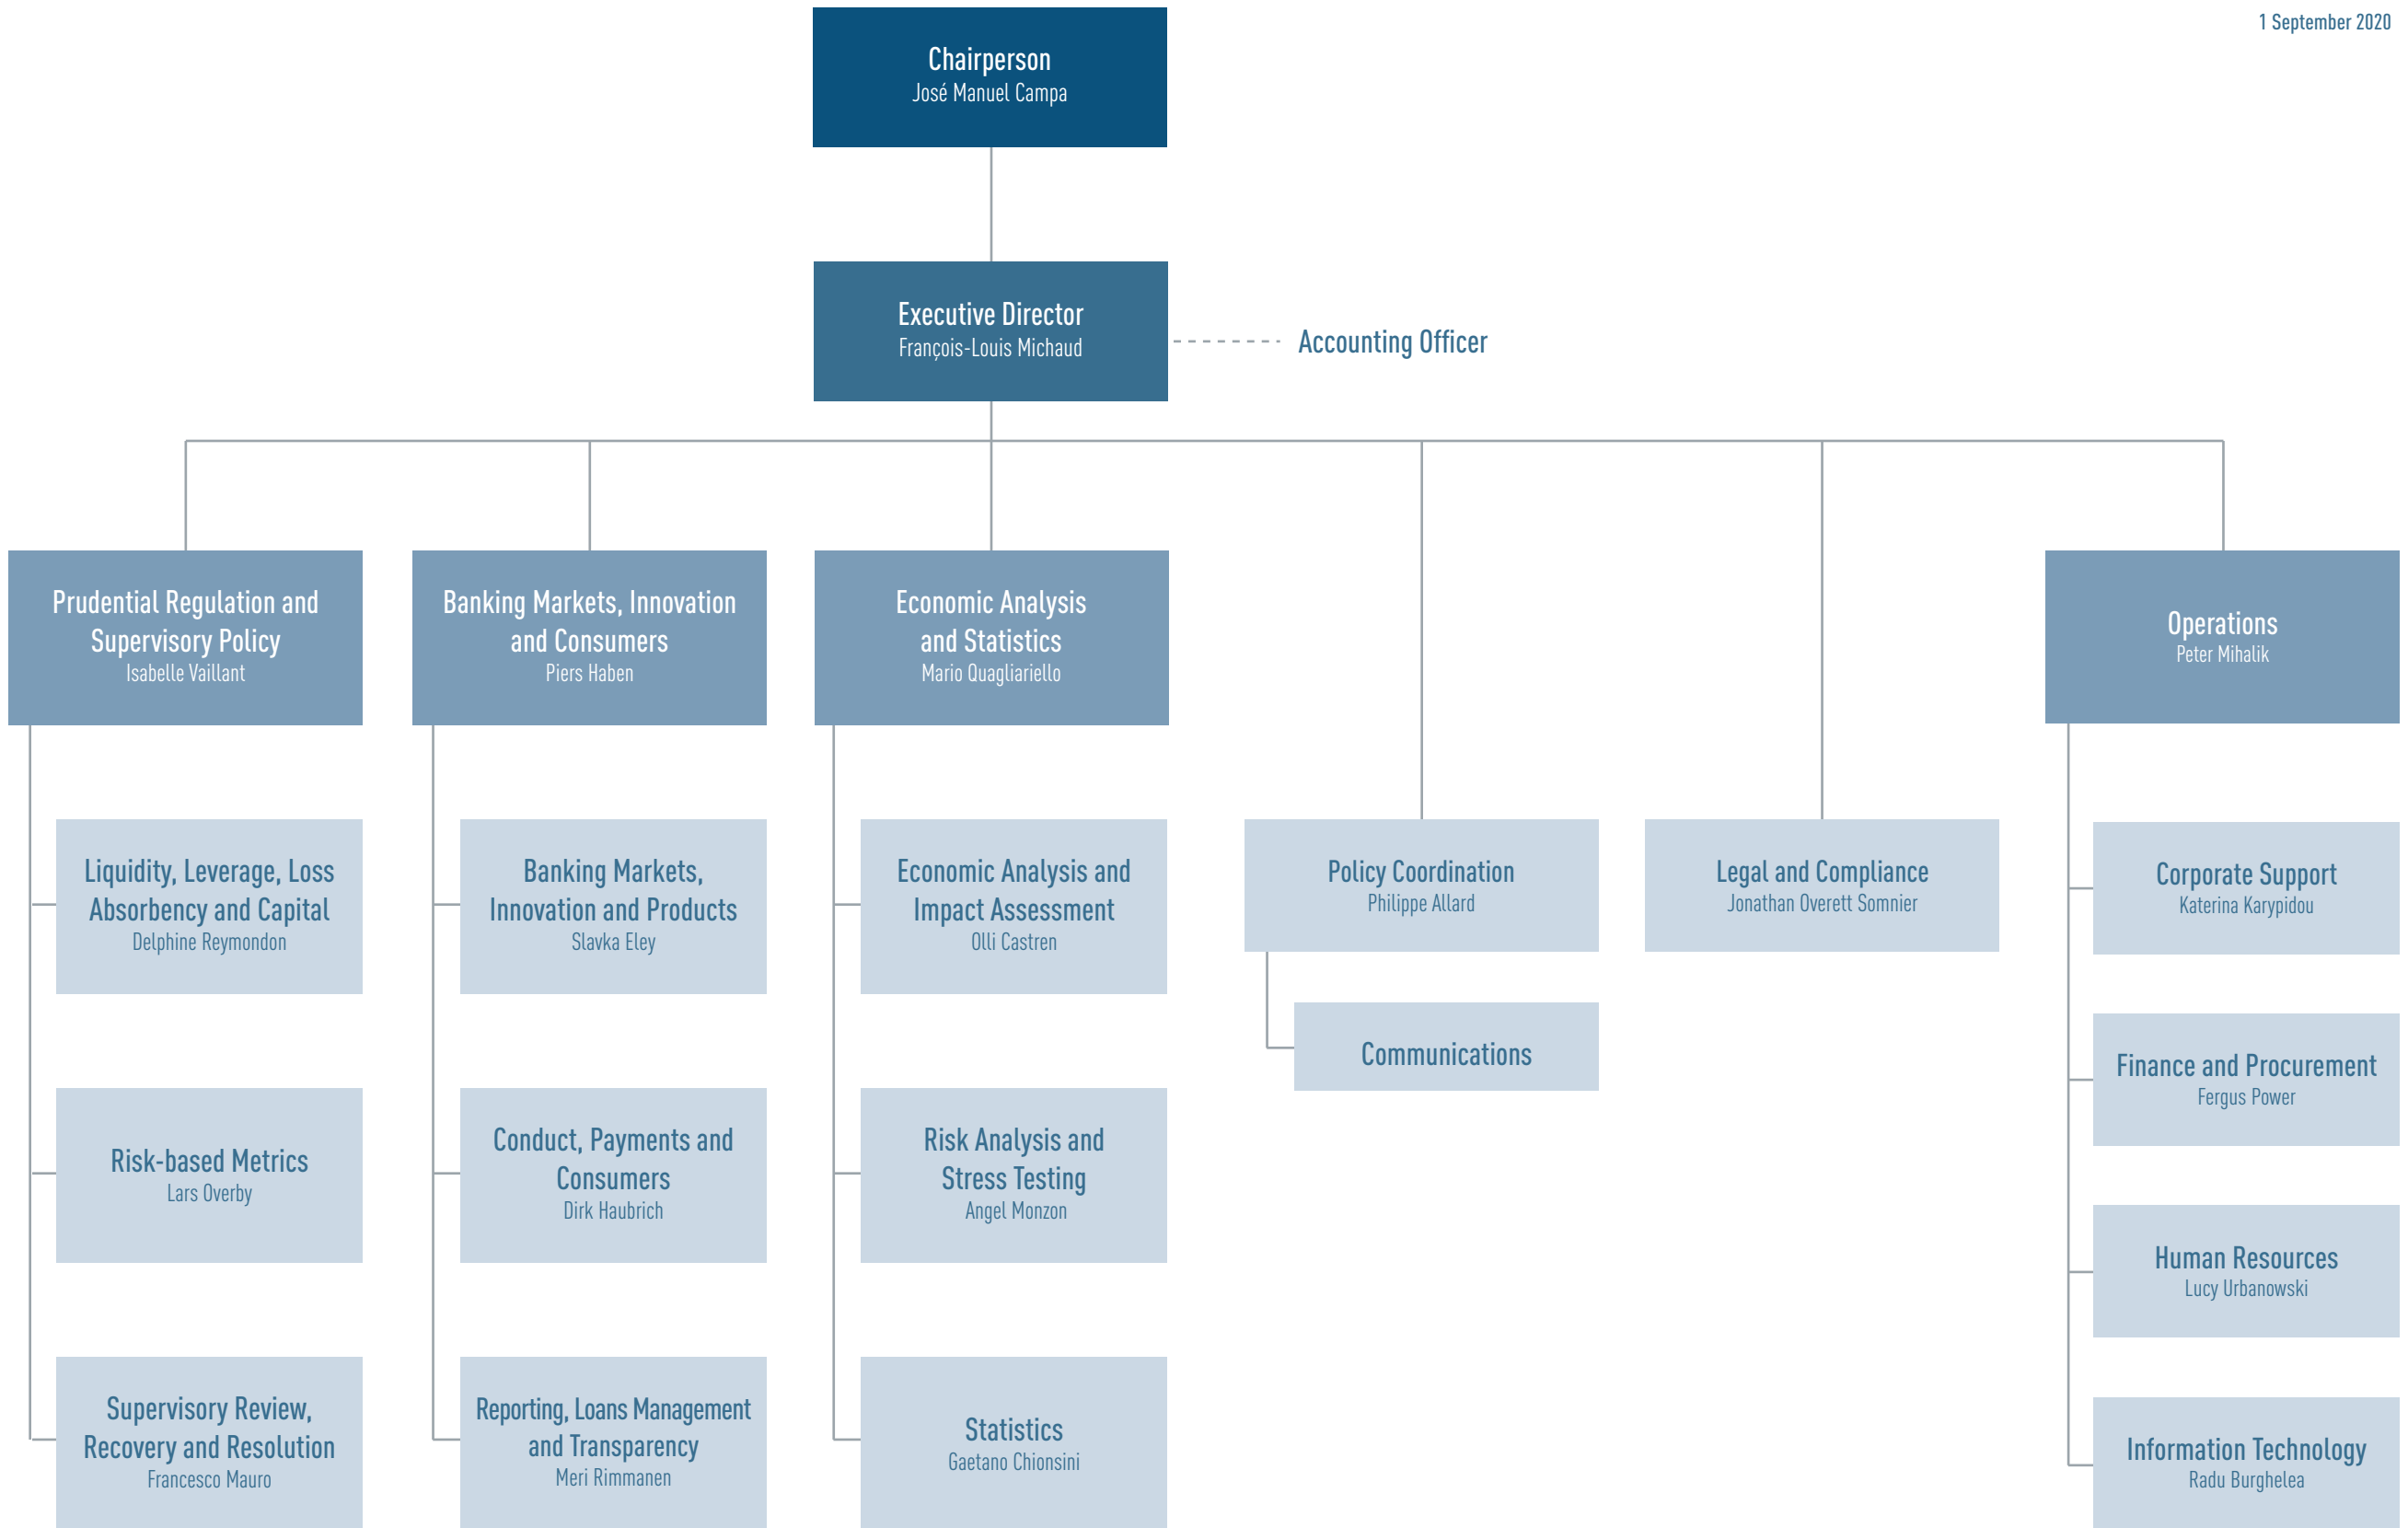 1 September 2020
Chairperson
José Manuel Campa
Executive Director
François-Louis Michaud
Accounting Officer
Prudential Regulation and
Supervisory Policy
Isabelle Vaillant
Banking Markets, Innovation
and Consumers
Piers Haben
Economic Analysis
and Statistics
Mario Quagliariello
Operations
Peter Mihalik
Liquidity, Leverage, Loss
Absorbency and Capital
Delphine Reymondon
Risk-based Metrics
Lars Overby
Supervisory Review,
Recovery and Resolution
Francesco Mauro
Banking Markets,
Innovation and Products
Slavka Eley
Conduct, Payments and
Consumers
Dirk Haubrich
Reporting, Loans Management
and Transparency
Meri Rimmanen
Economic Analysis and
Impact Assessment
Olli Castren
Risk Analysis and
Stress Testing
Angel Monzon
Statistics
Gaetano Chionsini
Policy Coordination
Philippe Allard
Communications
Legal and Compliance
Jonathan Overett Somnier
Corporate Support
Katerina Karypidou
Finance and Procurement
Fergus Power
Human Resources
Lucy Urbanowski
Information Technology
Radu Burghelea